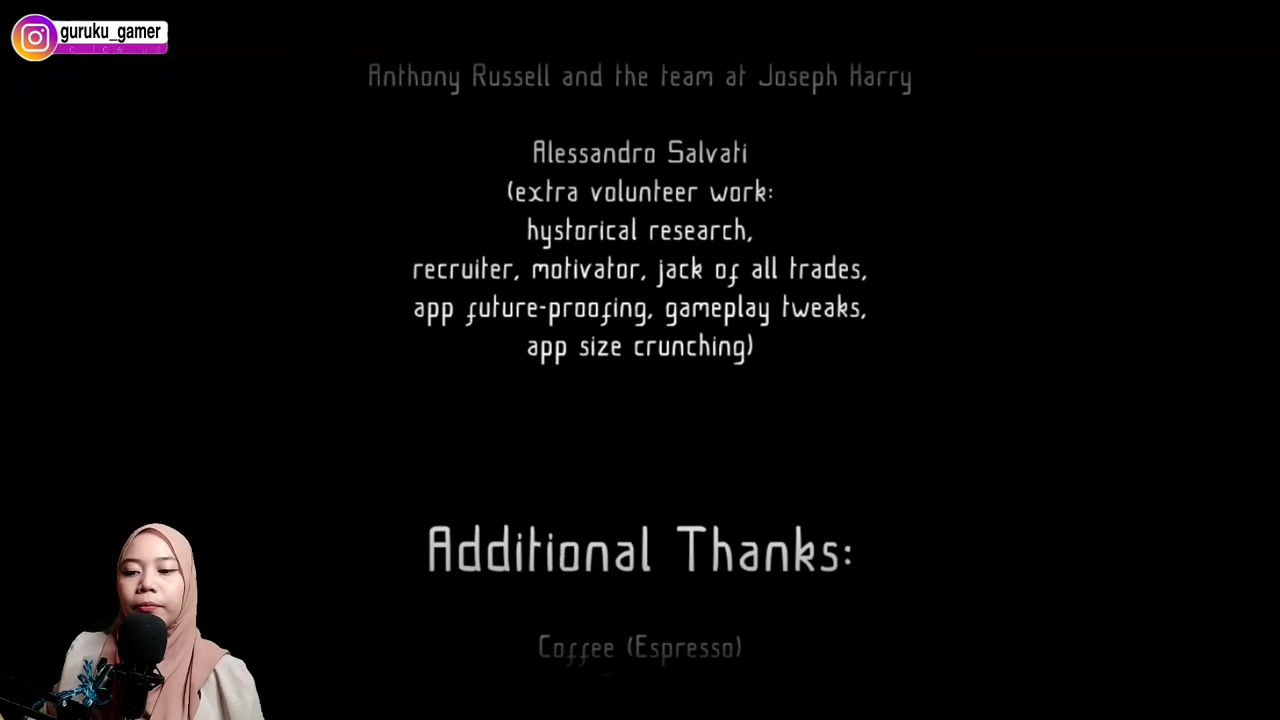 guruku_gamer
Anthony Russell and the team at Joseph Harry
Alessandro Salvati
(extra volunteer work:
hystorical research,
recruiter, motivator, jack of all trades,
app future-proofing, gameplay tweaks,
app size crunching)
Additional Thanks:
Coffee (Espresso)